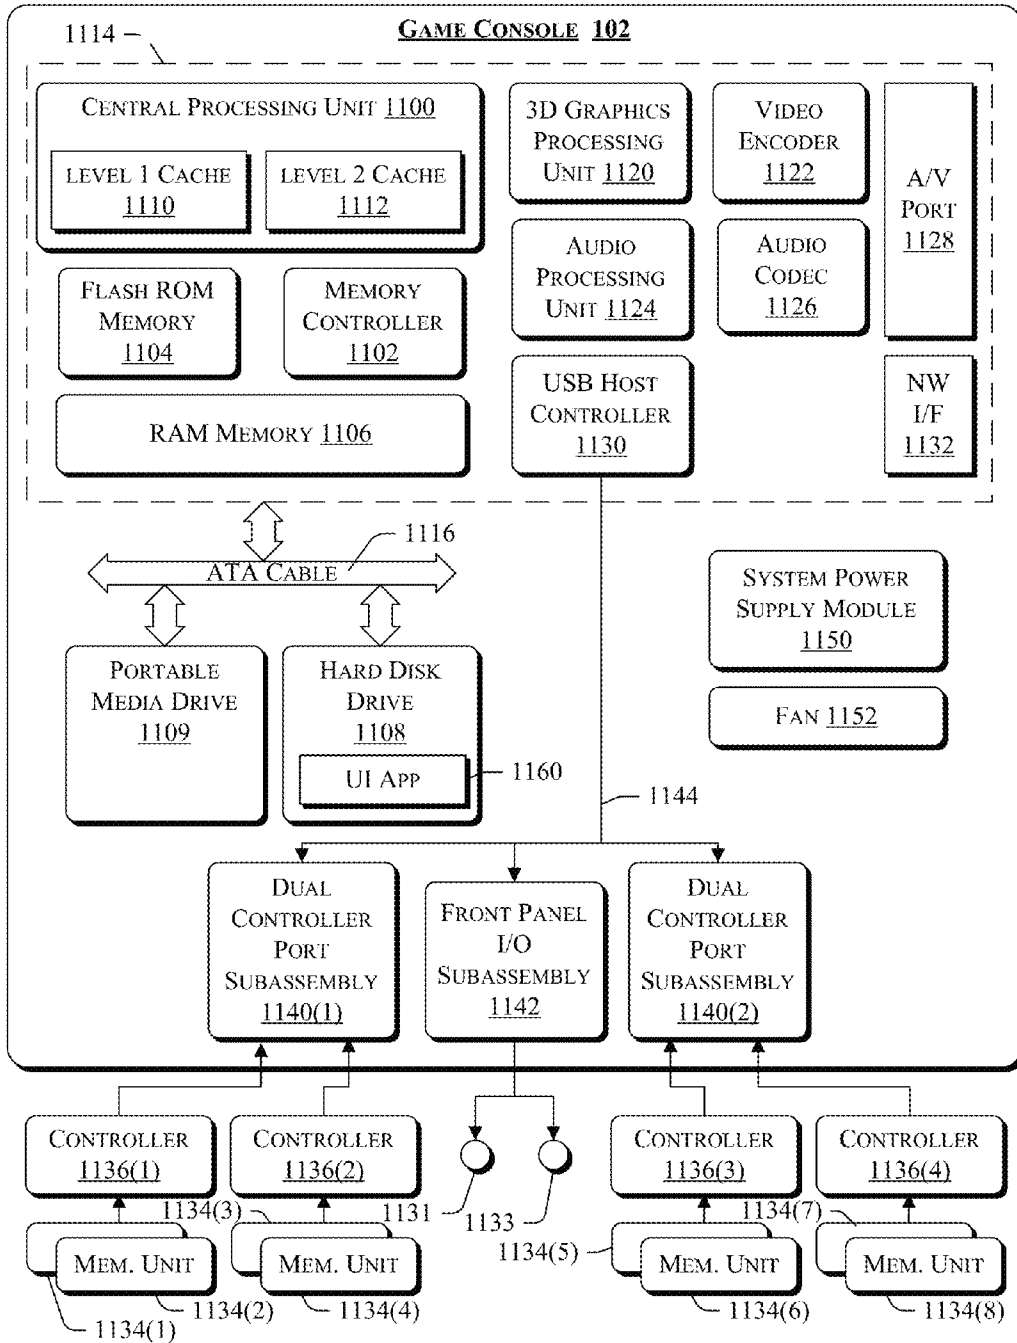 GAME CONSOLE 102
1114
CENTRAL PROCESSING UNIT 1100
LEVEL 1 CACHE
1110
LEVEL 2 CACHE
1112
3D GRAPHICS
PROCESSING
UNIT 1120
VIDEO
ENCODER
1122
A/V
PORT
1128
FLASH ROM
MEMORY
1104
MEMORY
CONTROLLER
1102
AUDIO
PROCESSING
UNIT 1124
AUDIO
CODEC
1126
RAM MEMORY 1106
USB HOST
CONTROLLER
1130
NW
I/F
1132
1116
ATA CABLE
SYSTEM POWER
SUPPLY MODULE
1150
PORTABLE
MEDIA DRIVE
1109
HARD DISK
DRIVE
1108
UI APP
1160
FAN 1152
1144
DUAL
CONTROLLER
PORT
SUBASSEMBLY
1140(1)
FRONT PANEL
I/O
SUBASSEMBLY
1142
DUAL
CONTROLLER
PORT
SUBASSEMBLY
1140(2)
CONTROLLER
1136(1)
CONTROLLER
1136(2)
CONTROLLER
1136(3)
CONTROLLER
1136(4)
1131
1133
1134(3)
1134(5)
1134(7)
MEM. UNIT
MEM. UNIT
MEM. UNIT
MEM. UNIT
1134(1)
1134(2)
1134(4)
1134(6)
1134(8)